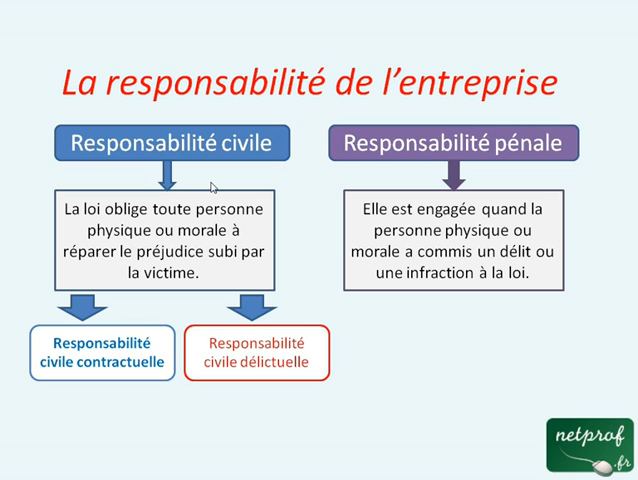 La responsabilité de l'entreprise
Responsabilité civile
Responsabilité pénale
La loi oblige toute personne
physique ou morale à
réparer le préjudice subi par
la victime.
Elle est engagée quand la
personne physique ou
morale a commis un délit ou
une infraction à la loi.
Responsabilité
civile contractuelle
Responsabilité
civile délictuelle
netprof
.fr